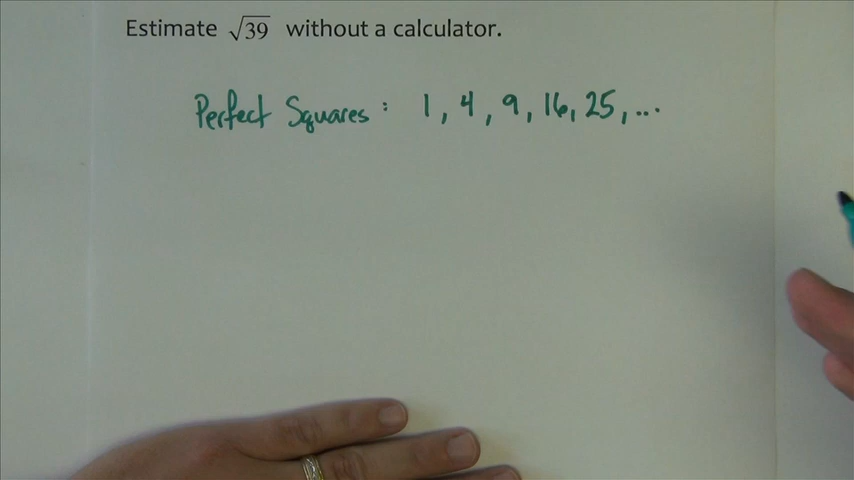 Estimate √39 without a calculator.
Perfect Squares : 1, 4, 9, 16, 25, ...